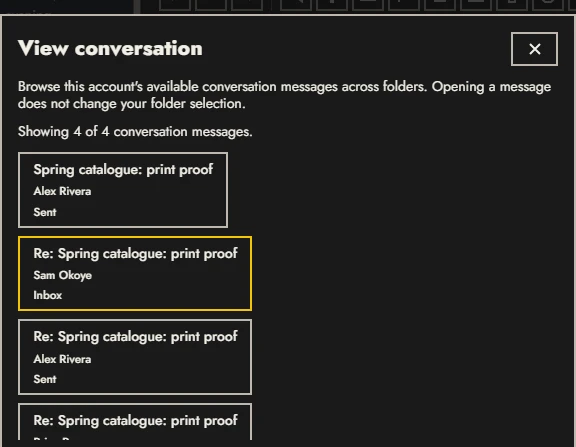 View conversation
Browse this account's available conversation messages across folders. Opening a message
does not change your folder selection.
Showing 4 of 4 conversation messages.
Spring catalogue: print proof
Alex Rivera
Sent
Re: Spring catalogue: print proof
Sam Okoye
Inbox
Re: Spring catalogue: print proof
Alex Rivera
Sent
Re: Spring catalogue: print proof